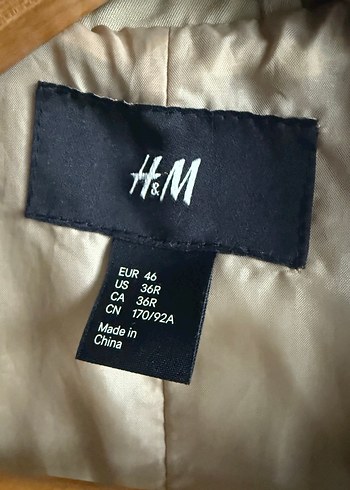 H&M
EUR 46
US 36R
CA 36R
CN 170/92A
Made in
China